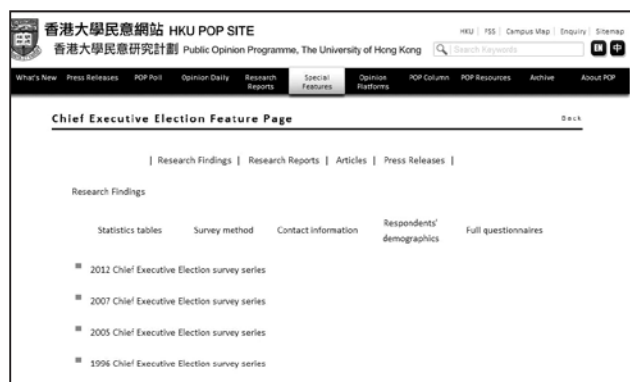 香港大學民意網站 HKU POP SITE
HKU | FSS | Campus Map | Enquiry | Sitemap
香港大學民意研究計劃 Public Opinion Programme, The University of Hong Kong
Search Keywords
EN 中
What's New Press Releases POP Poll Opinion Daily Research Reports Special Features Opinion Platforms POP Column POP Resources Archive About POP
Chief Executive Election Feature Page
Back
| Research Findings | Research Reports | Articles | Press Releases |
Research Findings
Statistics tables Survey method Contact information Respondents' demographics Full questionnaires
2012 Chief Executive Election survey series
2007 Chief Executive Election survey series
2005 Chief Executive Election survey series
1996 Chief Executive Election survey series